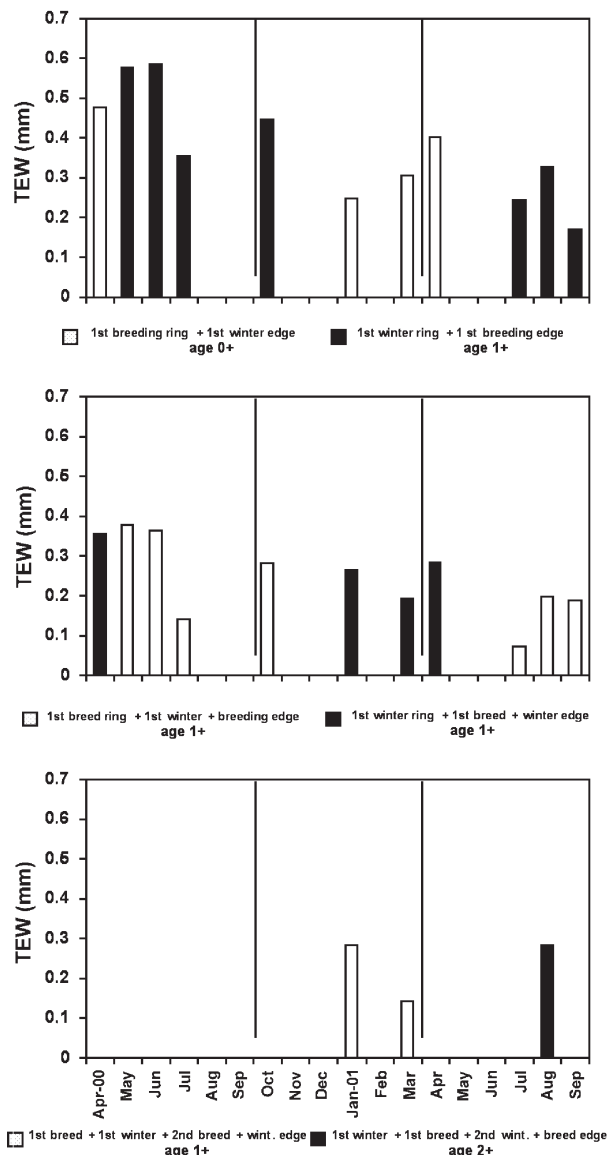 0.7
0.6
0.5
0.4
0.3
0.2
0.1
0
TEW (mm)
1st breeding ring + 1st winter edge
age 0+
1st winter ring + 1 st breeding edge
age 1+
0.7
0.6
0.5
0.4
0.3
0.2
0.1
0
TEW (mm)
1st breed ring + 1st winter + breeding edge
age 1+
1st winter ring + 1st breed + winter edge
age 1+
0.7
0.6
0.5
0.4
0.3
0.2
0.1
0
TEW (mm)
Apr-00
May
Jun
Jul
Aug
Sep
Oct
Nov
Dec
Jan-01
Feb
Mar
Apr
May
Jun
Jul
Aug
Sep
1st breed + 1st winter + 2nd breed + wint. edge
age 1+
1st winter + 1st breed + 2nd wint. + breed edge
age 2+